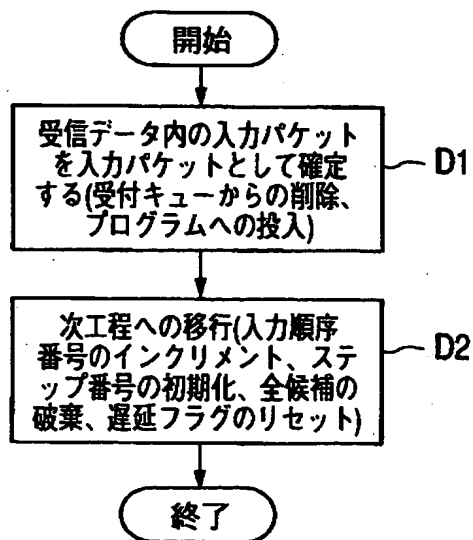 開始
受信データ内の入力パケット
を入力パケットとして確定
する(受付キューからの削除、
プログラムへの投入)
D1
次工程への移行(入力順序
番号のインクリメント、ステ
ップ番号の初期化、全候補の
破棄、遅延フラグのリセット)
D2
終了